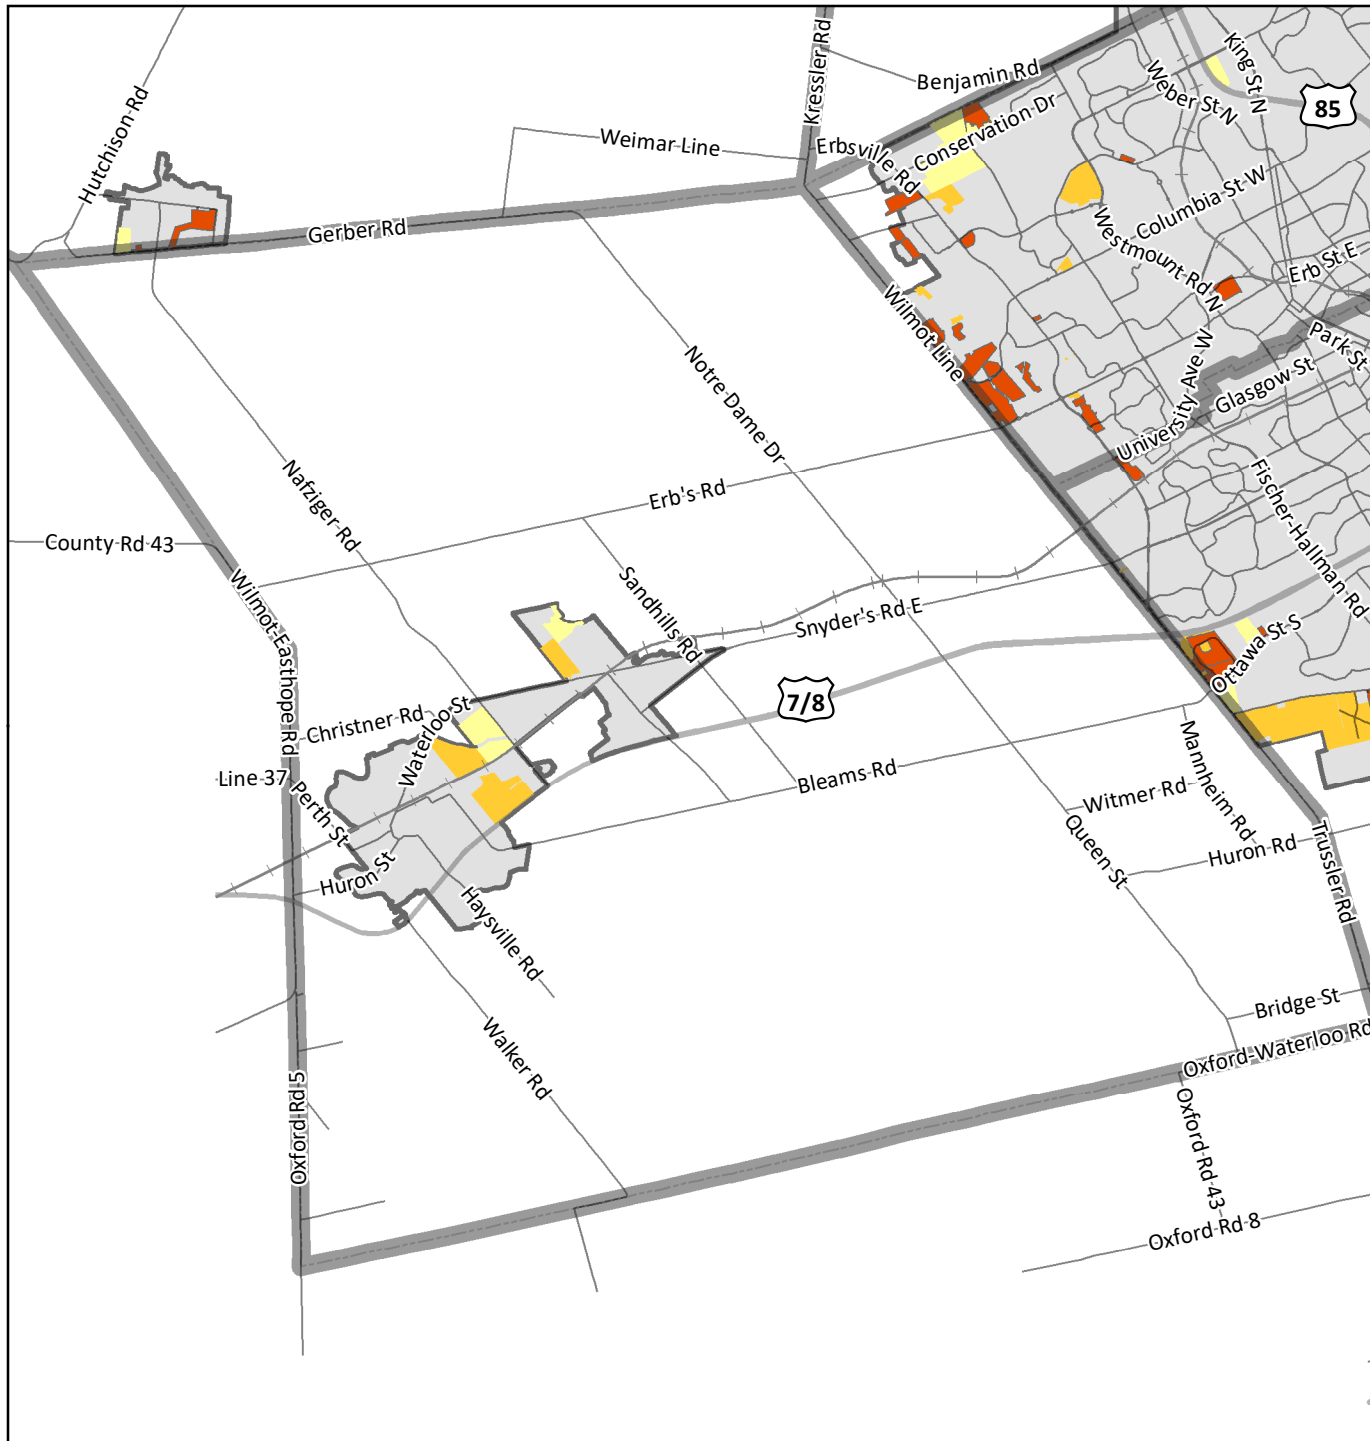 King St N
Kressler Rd
Benjamin Rd
Weber St N
85
Hutchison Rd
Weimar Line
Erbsville Rd
Conservation Dr
Columbia St W
Gerber Rd
Westmount Rd N
Erb St E
Wilmot Line
Park St
Notre Dame Dr
University Ave W
Glasgow St
Nafziger Rd
Erb's Rd
Fischer-Hallman Rd
County Rd 43
Wilmot-Easthope Rd
Sandhills Rd
Snyder's Rd E
Ottawa St S
7/8
Christner Rd
Waterloo St
Line 37
Perth St
Bleams Rd
Mannheim Rd
Witmer Rd
Queen St
Huron Rd
Trussler Rd
Huron St
Haysville Rd
Walker Rd
Bridge St
Oxford-Waterloo Rd
Oxford Rd 5
Oxford Rd 43
Oxford Rd 8